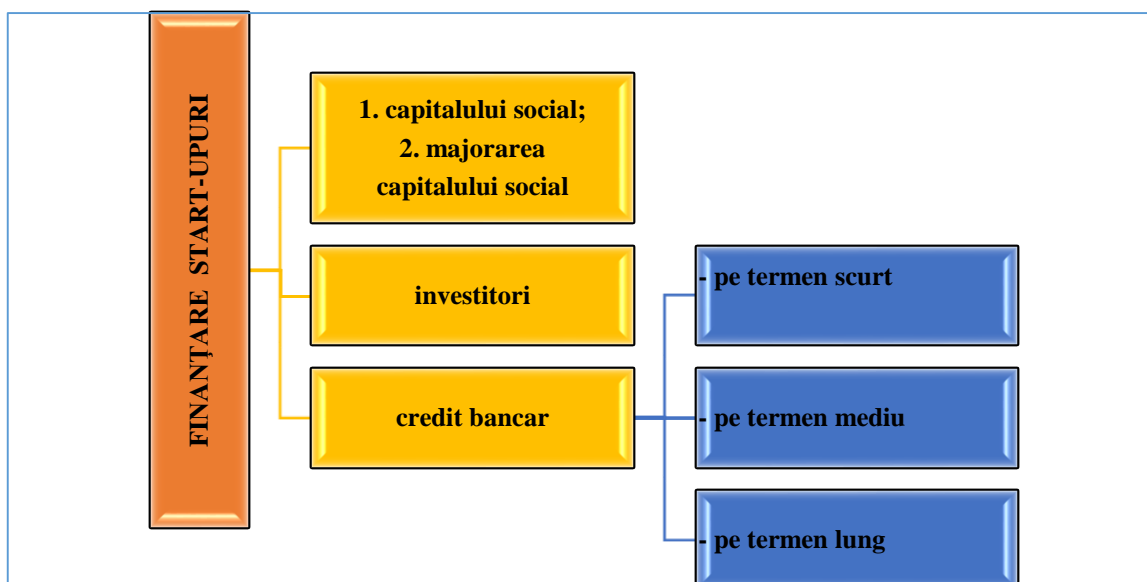 FINANŢARE START-UPURI
1. capitalului social;
2. majorarea
capitalului social
investitori
credit bancar
- pe termen scurt
- pe termen mediu
- pe termen lung